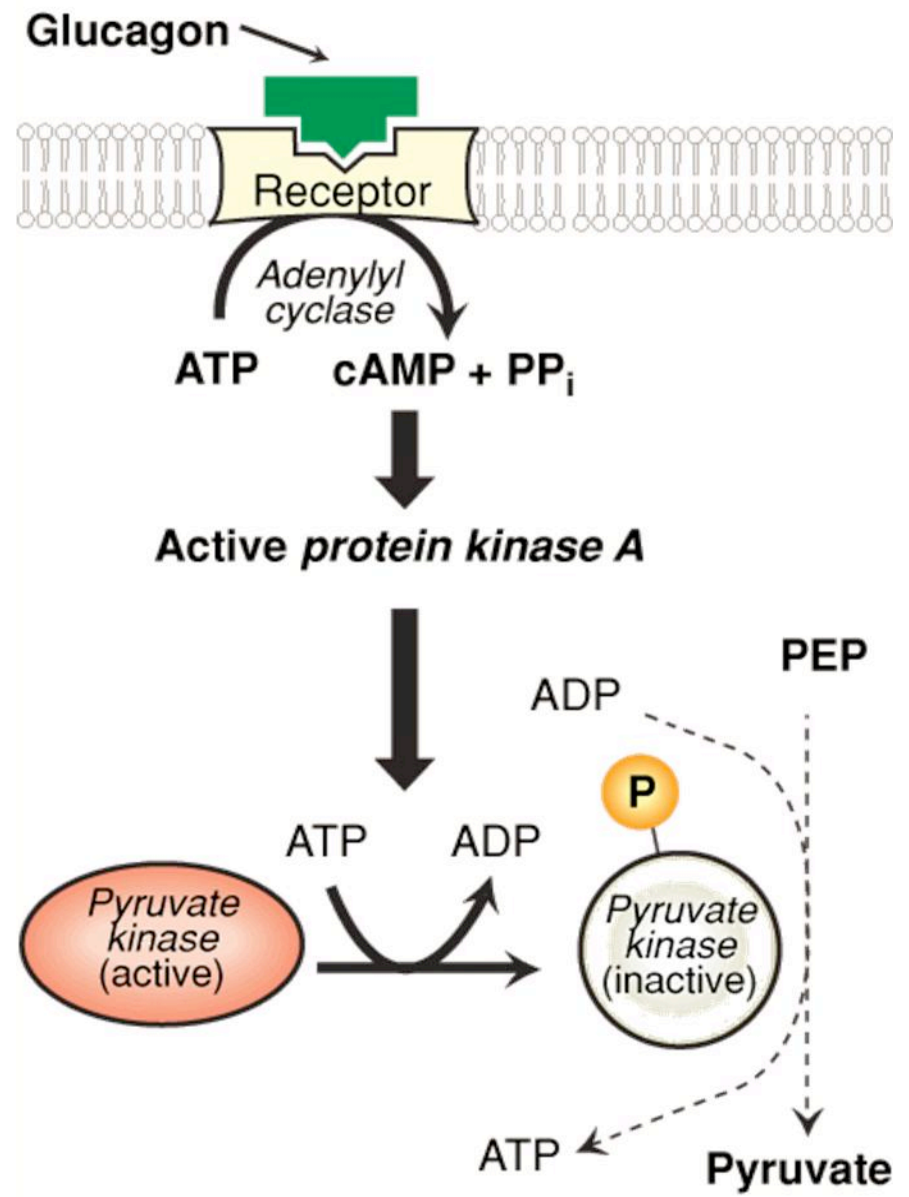 Glucagon
Receptor
Adenylyl
cyclase
ATP
cAMP + PPi
Active protein kinase A
PEP
ADP
P
ATP
ADP
Pyruvate
kinase
(active)
Pyruvate
kinase
(inactive)
ATP
Pyruvate